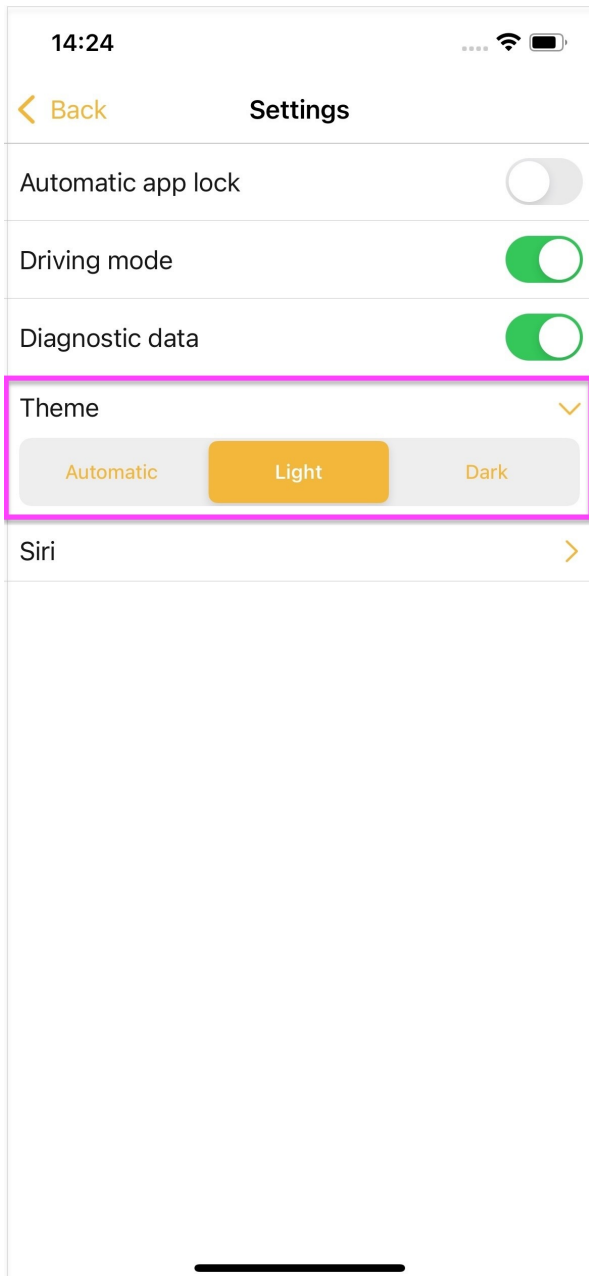 14:24
Back Settings
Automatic app lock
Driving mode
Diagnostic data
Theme
Automatic Light Dark
Siri